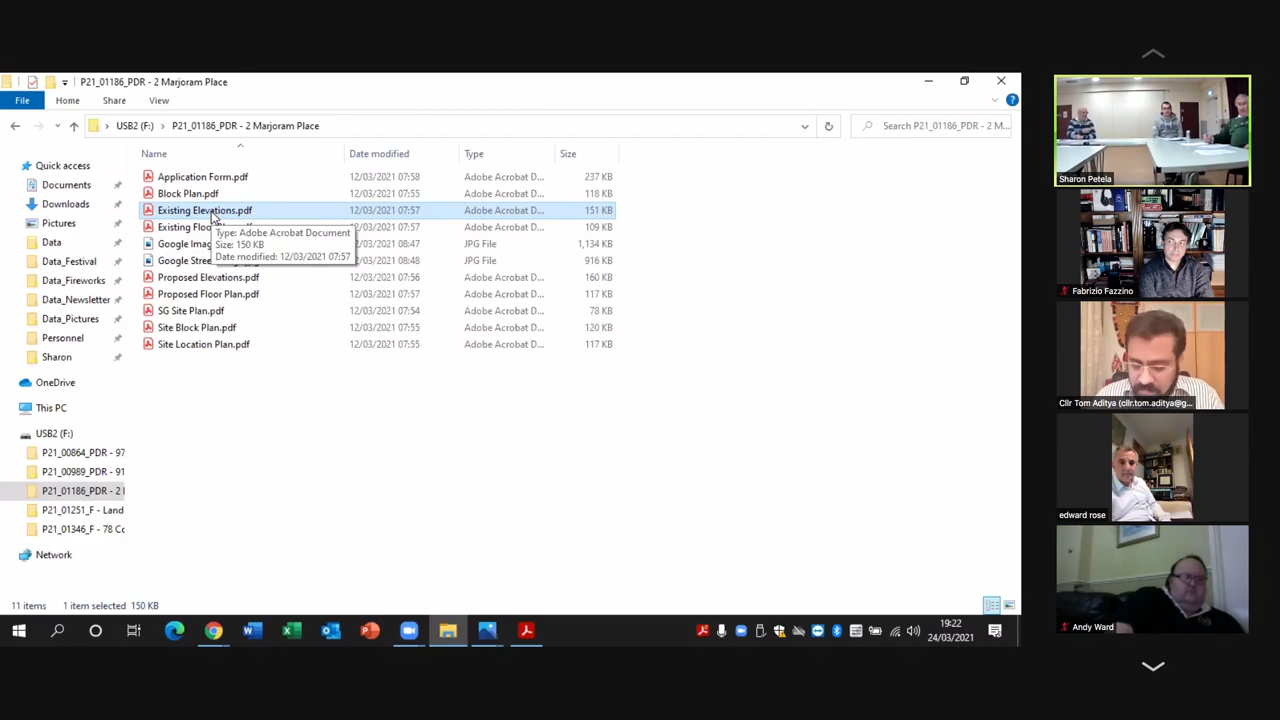 P21_01186_PDR - 2 Marjoram Place
File Home Share View
USB2 (F:) P21_01186_PDR - 2 Marjoram Place
Search P21_01186_PDR - 2 M...
Name Date modified Type Size
Quick access
Documents
Downloads
Pictures
Data
Data_Festival
Data_Fireworks
Data_Newsletter
Data_Pictures
Personnel
Sharon
OneDrive
This PC
USB2 (F:)
P21_00864_PDR - 97
P21_00989_PDR - 91
P21_01186_PDR - 2 I
P21_01251_F - Land
P21_01346_F - 78 Cc
Network
Application Form.pdf 12/03/2021 07:58 Adobe Acrobat D... 237 KB
Block Plan.pdf 12/03/2021 07:55 Adobe Acrobat D... 118 KB
Existing Elevations.pdf 12/03/2021 07:57 Adobe Acrobat D... 151 KB
Existing Floo 12/03/2021 07:57 Adobe Acrobat D... 109 KB
Google Imag 12/03/2021 08:47 JPG File 1,134 KB
Google Stree 12/03/2021 08:48 JPG File 916 KB
Proposed Elevations.pdf 12/03/2021 07:56 Adobe Acrobat D... 160 KB
Proposed Floor Plan.pdf 12/03/2021 07:57 Adobe Acrobat D... 117 KB
SG Site Plan.pdf 12/03/2021 07:54 Adobe Acrobat D... 78 KB
Site Block Plan.pdf 12/03/2021 07:55 Adobe Acrobat D... 120 KB
Site Location Plan.pdf 12/03/2021 07:55 Adobe Acrobat D... 117 KB
Type: Adobe Acrobat Document
Size: 150 KB
Date modified: 12/03/2021 07:57
11 items 1 item selected 150 KB
19:22
24/03/2021
Sharon Petela
Fabrizio Fazzino
Cllr Tom Aditya (cllr.tom.aditya@g...
edward rose
Andy Ward